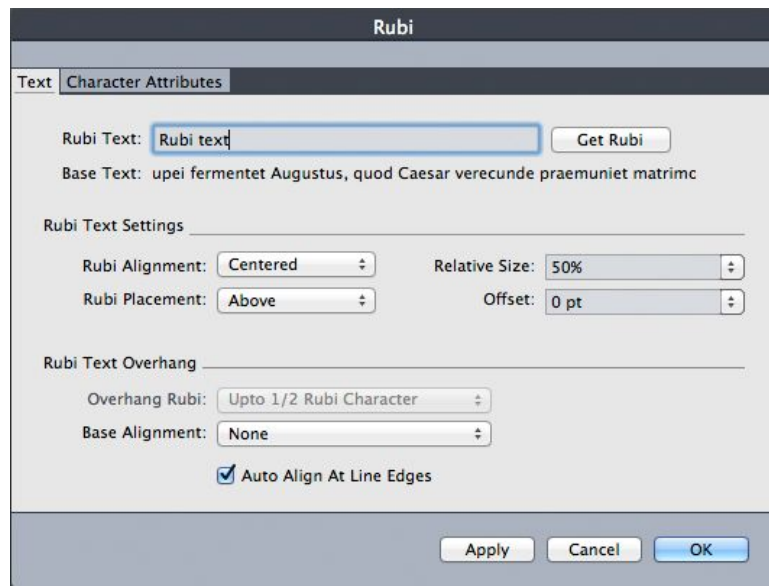 Rubi
Text Character Attributes
Rubi Text: Rubi text Get Rubi
Base Text: upei fermentet Augustus, quod Caesar verecunde praemuniet matrimc
Rubi Text Settings
Rubi Alignment: Centered Relative Size: 50%
Rubi Placement: Above Offset: 0 pt
Rubi Text Overhang
Overhang Rubi: Upto 1/2 Rubi Character
Base Alignment: None
Auto Align At Line Edges
Apply Cancel OK